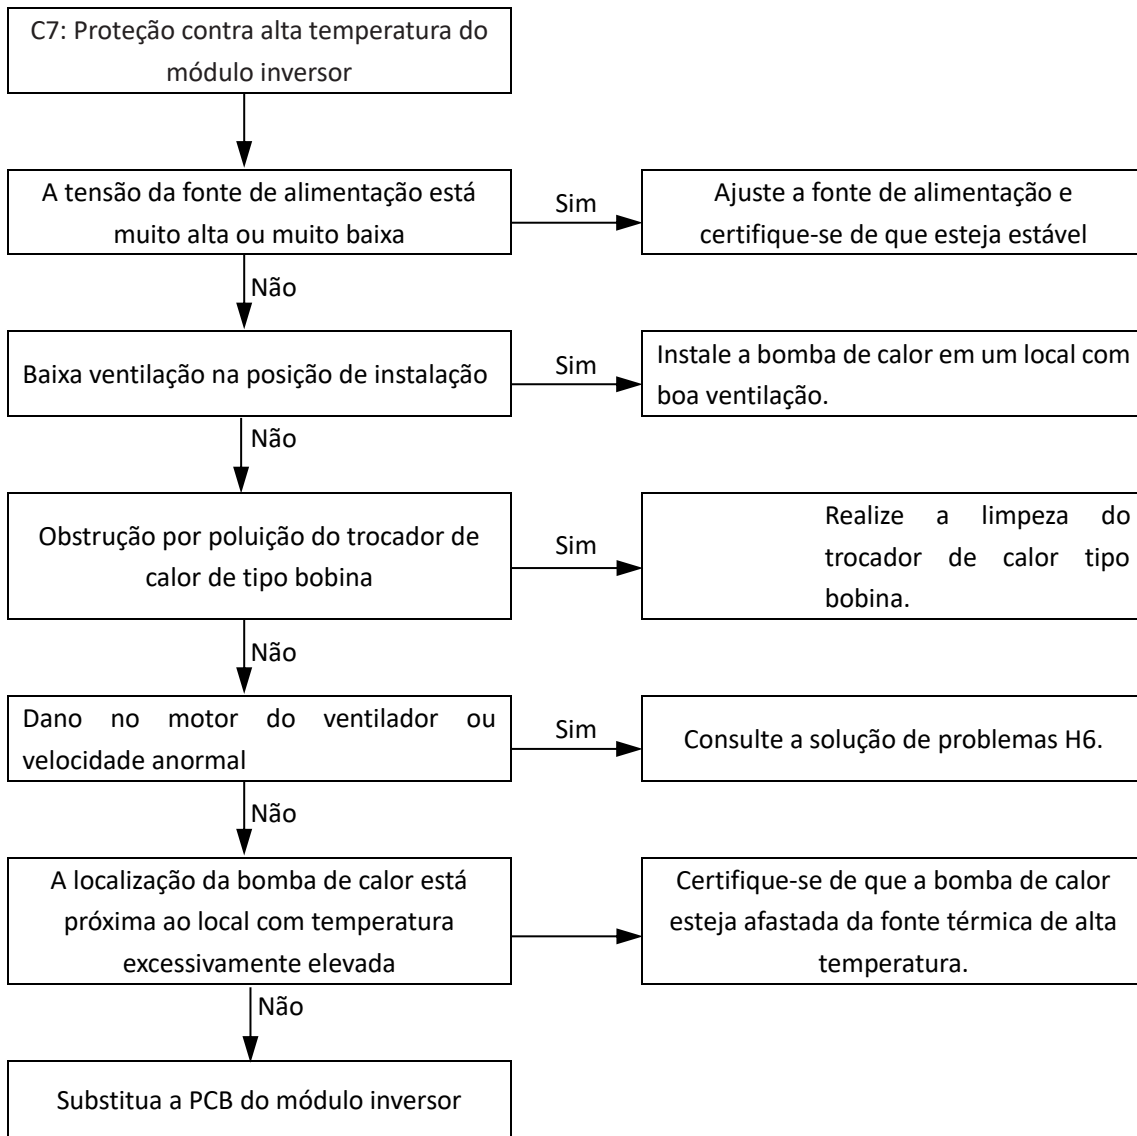 C7: Proteção contra alta temperatura do
módulo inversor
A tensão da fonte de alimentação está
muito alta ou muito baixa
Sim
Ajuste a fonte de alimentação e
certifique-se de que esteja estável
Não
Baixa ventilação na posição de instalação
Sim
Instale a bomba de calor em um local com
boa ventilação.
Não
Obstrução por poluição do trocador de
calor de tipo bobina
Sim
Realize a limpeza do
trocador de calor tipo
bobina.
Não
Dano no motor do ventilador ou
velocidade anormal
Sim
Consulte a solução de problemas H6.
Não
A localização da bomba de calor está
próxima ao local com temperatura
excessivamente elevada
Certifique-se de que a bomba de calor
esteja afastada da fonte térmica de alta
temperatura.
Não
Substitua a PCB do módulo inversor